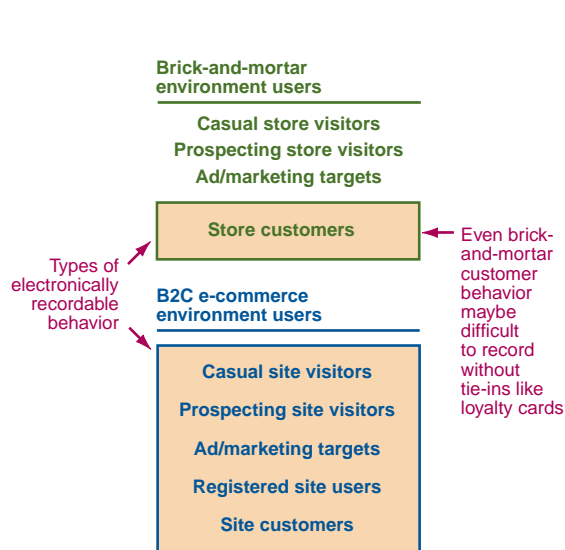 Brick-and-mortar
environment users
Casual store visitors
Prospecting store visitors
Ad/marketing targets
Store customers
Types of
electronically
recordable
behavior
Even brick-
and-mortar
customer
behavior
maybe
difficult
to record
without
tie-ins like
loyalty cards
B2C e-commerce
environment users
Casual site visitors
Prospecting site visitors
Ad/marketing targets
Registered site users
Site customers